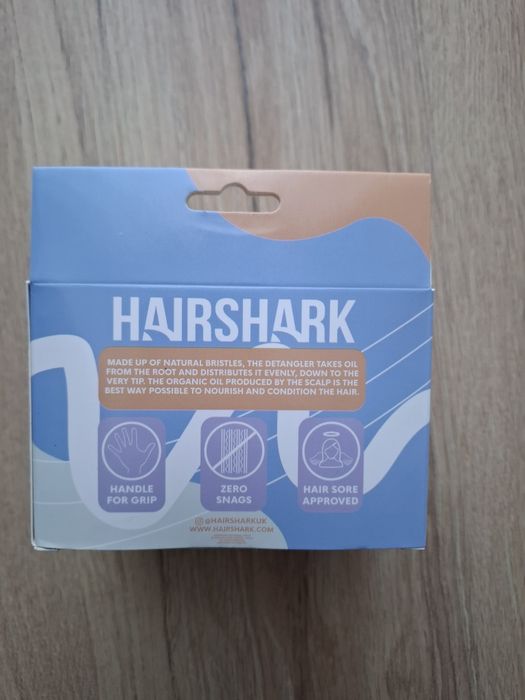 HAIRSHARK
MADE UP OF NATURAL BRISTLES, THE DETANGLER TAKES OIL
FROM THE ROOT AND DISTRIBUTES IT EVENLY, DOWN TO THE
VERY TIP. THE ORGANIC OIL PRODUCED BY THE SCALP IS THE
BEST WAY POSSIBLE TO NOURISH AND CONDITION THE HAIR.
HANDLE
FOR GRIP
ZERO
SNAGS
HAIR SORE
APPROVED
@HAIRSHARKUK
WWW.HAIRSHARK.COM